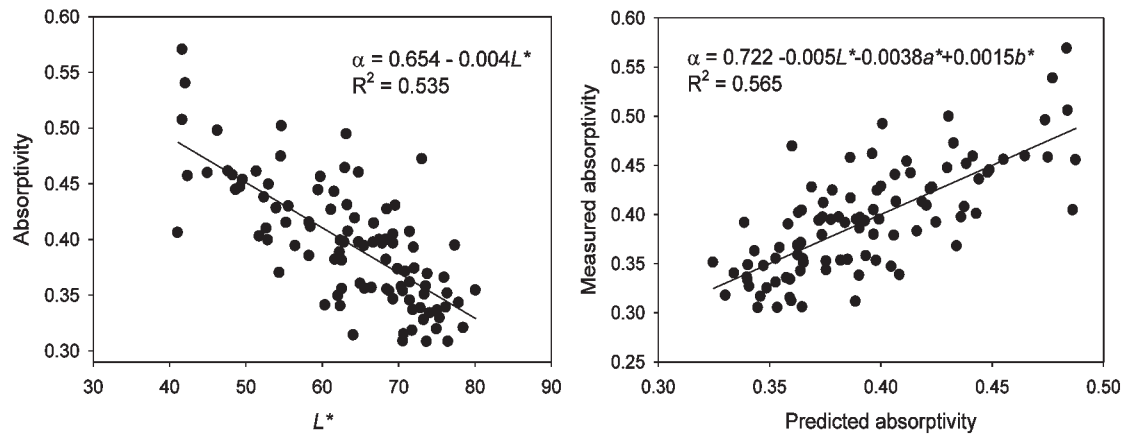 0.60
0.55
0.50
0.45
0.40
0.35
0.30
Absorptivity
α = 0.654 - 0.004L*
R² = 0.535
30 40 50 60 70 80 90
L*
0.60
0.55
0.50
0.45
0.40
0.35
0.30
0.25
Measured absorptivity
α = 0.722 -0.005L*-0.0038a*+0.0015b*
R² = 0.565
0.30 0.35 0.40 0.45 0.50
Predicted absorptivity